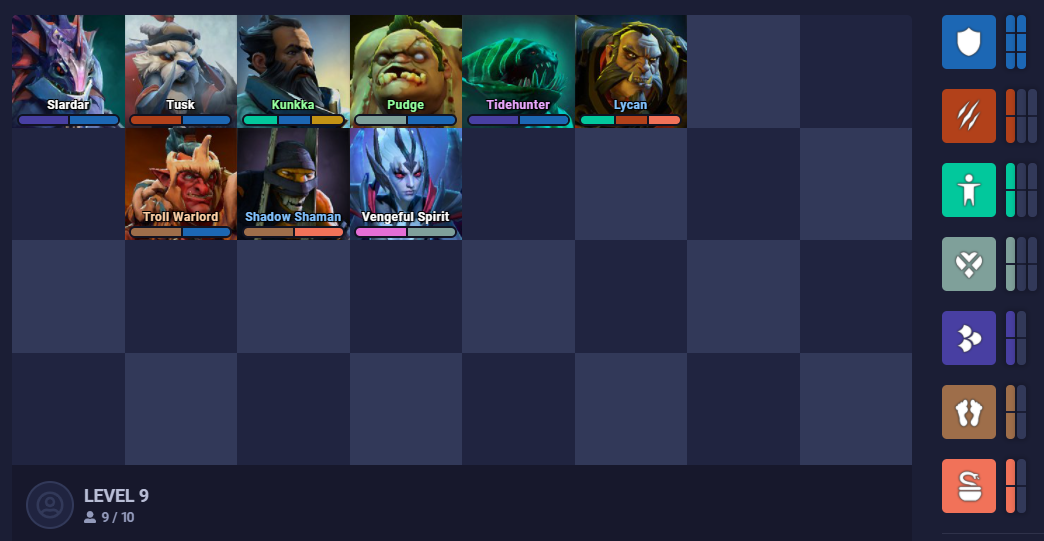 Slardar
Tusk
Kunkka
Pudge
Tidehunter
Lycan
Troll Warlord
Shadow Shaman
Vengeful Spirit
LEVEL 9
9 / 10